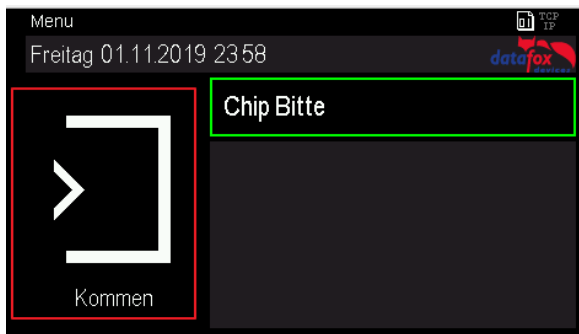 Menu
TCP
IP
Freitag 01.11.2019 23 58
datafox
devices
Chip Bitte
Kommen